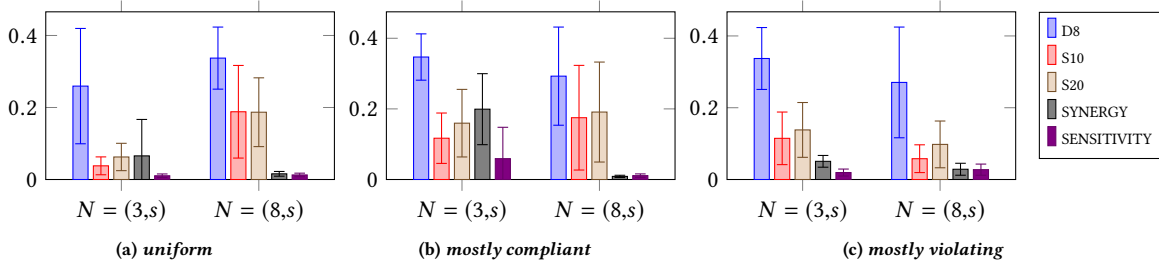 0.4
0.2
0
N = (3,s)
N = (8,s)
(a) uniform
0.4
0.2
0
N = (3,s)
N = (8,s)
(b) mostly compliant
0.4
0.2
0
N = (3,s)
N = (8,s)
(c) mostly violating
D8
S10
S20
SYNERGY
SENSITIVITY